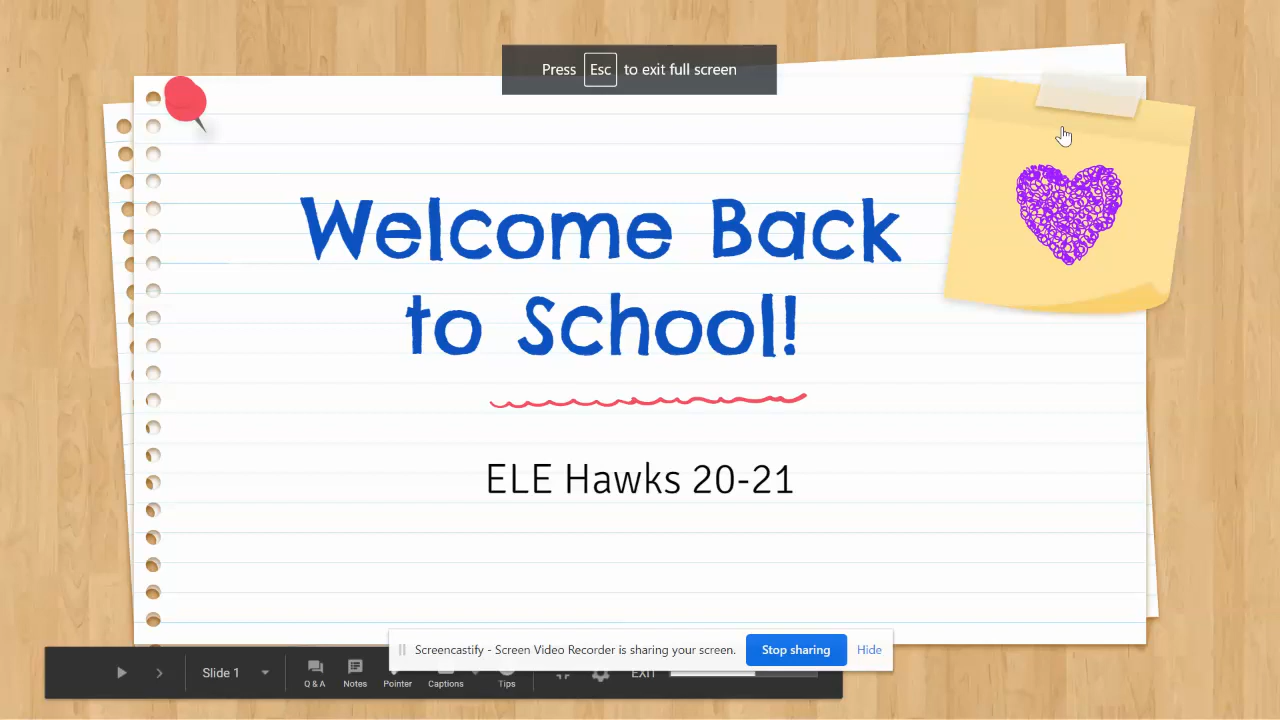 Press Esc to exit full screen
Welcome Back
to School!
ELE Hawks 20-21
Screencastify - Screen Video Recorder is sharing your screen. Stop sharing Hide
Slide 1 Q & A Notes Pointer Captions Tips EXIT